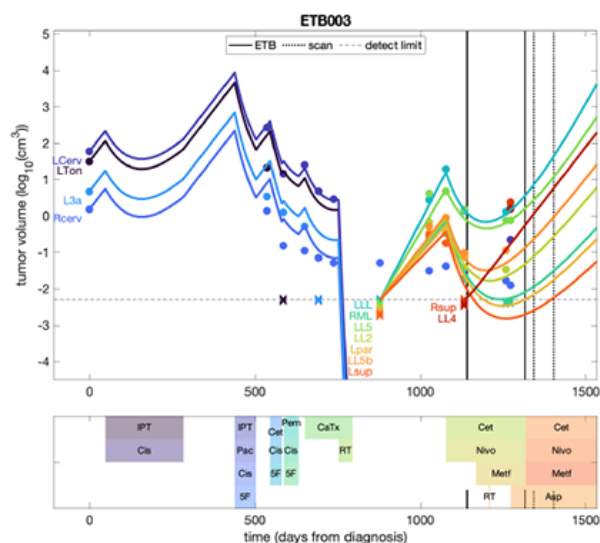 ETB003
ETB scan detect limit
tumor volume (log10(cm3)
5
4
3
2
1
0
-1
-2
-3
-4
LCerv
LTon
L3a
Rcerv
LLL
RML
LL5
LL2
Lpar
LL5b
Lsup
Rsup
LL4
0 500 1000 1500
IPT IPT Cet Pem CaTx Cet Cet
Cis Pac Cis Cis RT Nivo Nivo
Cis 5F 5F Metf Metf
5F RT Asp
0 500 1000 1500
time (days from diagnosis)